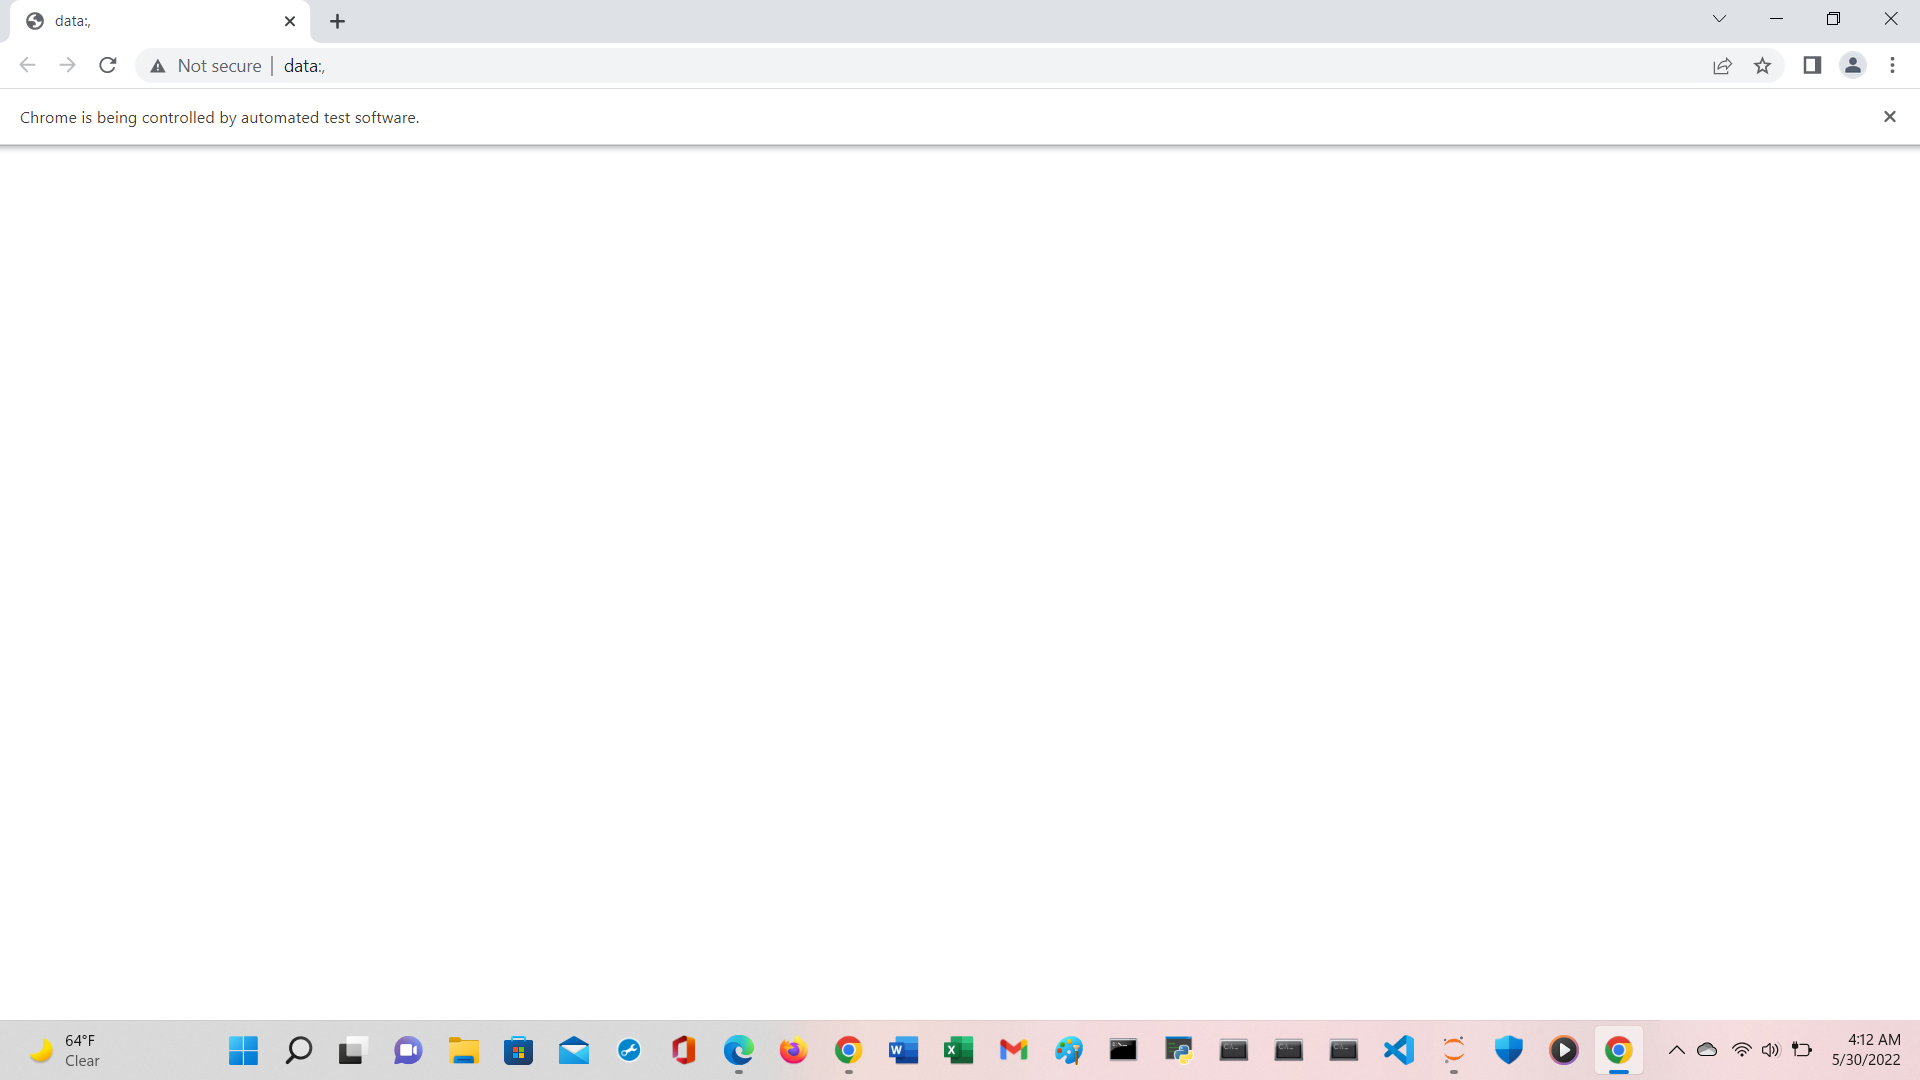 data:,
Not secure | data:,
Chrome is being controlled by automated test software.
64°F
Clear
4:12 AM
5/30/2022